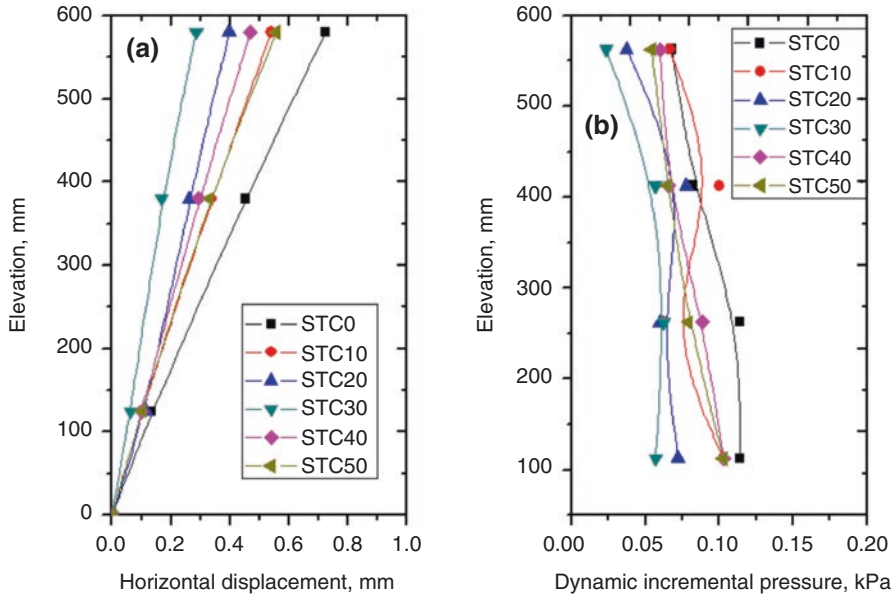 (a)
600
500
400
300
200
100
0
Elevation, mm
0.0
0.2
0.4
0.6
0.8
1.0
Horizontal displacement, mm
STC0
STC10
STC20
STC30
STC40
STC50
(b)
600
500
400
300
200
100
Elevation, mm
0.00
0.05
0.10
0.15
0.20
Dynamic incremental pressure, kPa
STC0
STC10
STC20
STC30
STC40
STC50